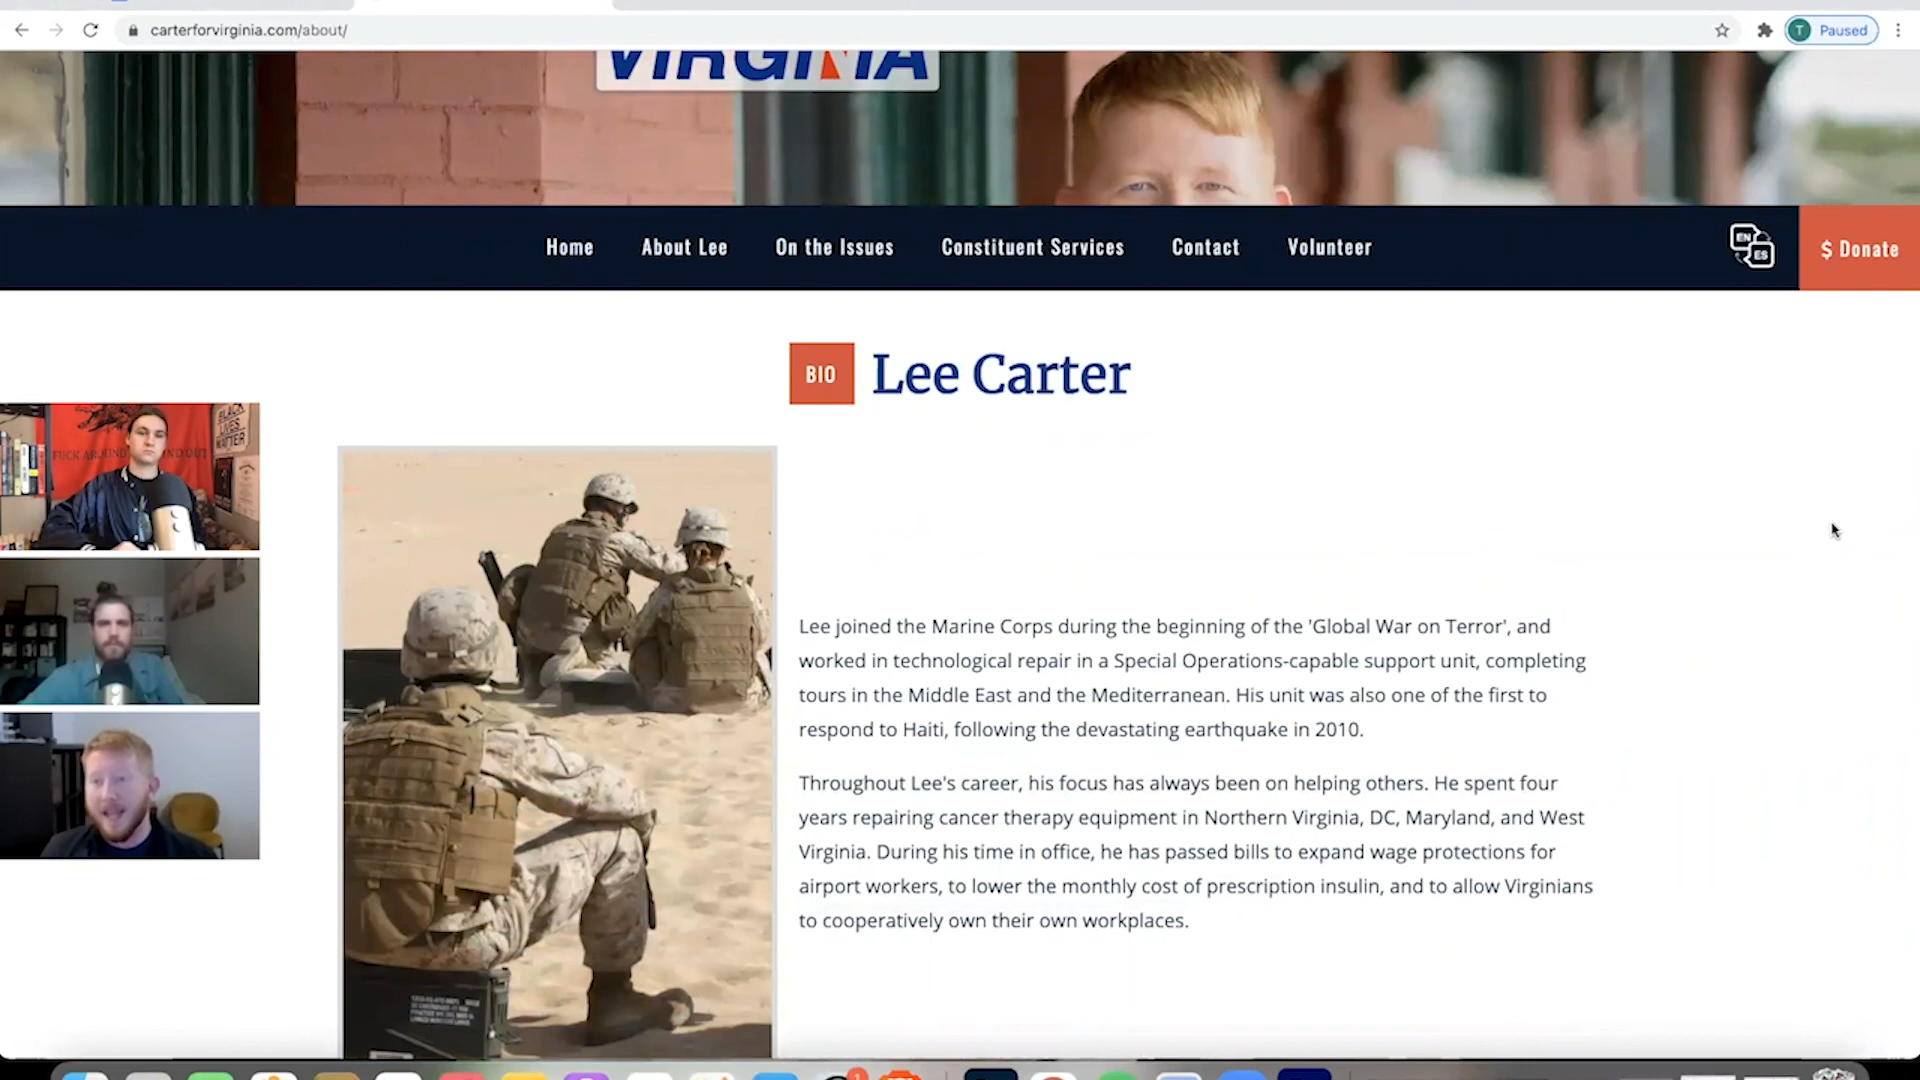 carterforvirginia.com/about/
T Paused
VIRGINIA
Home About Lee On the Issues Constituent Services Contact Volunteer
EN ES
$ Donate
BIO Lee Carter
BLACK
LIVES
MATTER
FUCK AROUND AND OUT
Lee joined the Marine Corps during the beginning of the 'Global War on Terror', and
worked in technological repair in a Special Operations-capable support unit, completing
tours in the Middle East and the Mediterranean. His unit was also one of the first to
respond to Haiti, following the devastating earthquake in 2010.
Throughout Lee's career, his focus has always been on helping others. He spent four
years repairing cancer therapy equipment in Northern Virginia, DC, Maryland, and West
Virginia. During his time in office, he has passed bills to expand wage protections for
airport workers, to lower the monthly cost of prescription insulin, and to allow Virginians
to cooperatively own their own workplaces.
1